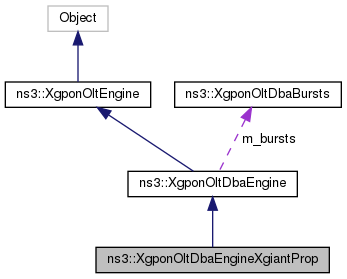 Object
ns3::XgponOltEngine
ns3::XgponOltDbaBursts
m_bursts
ns3::XgponOltDbaEngine
ns3::XgponOltDbaEngineXgiantProp